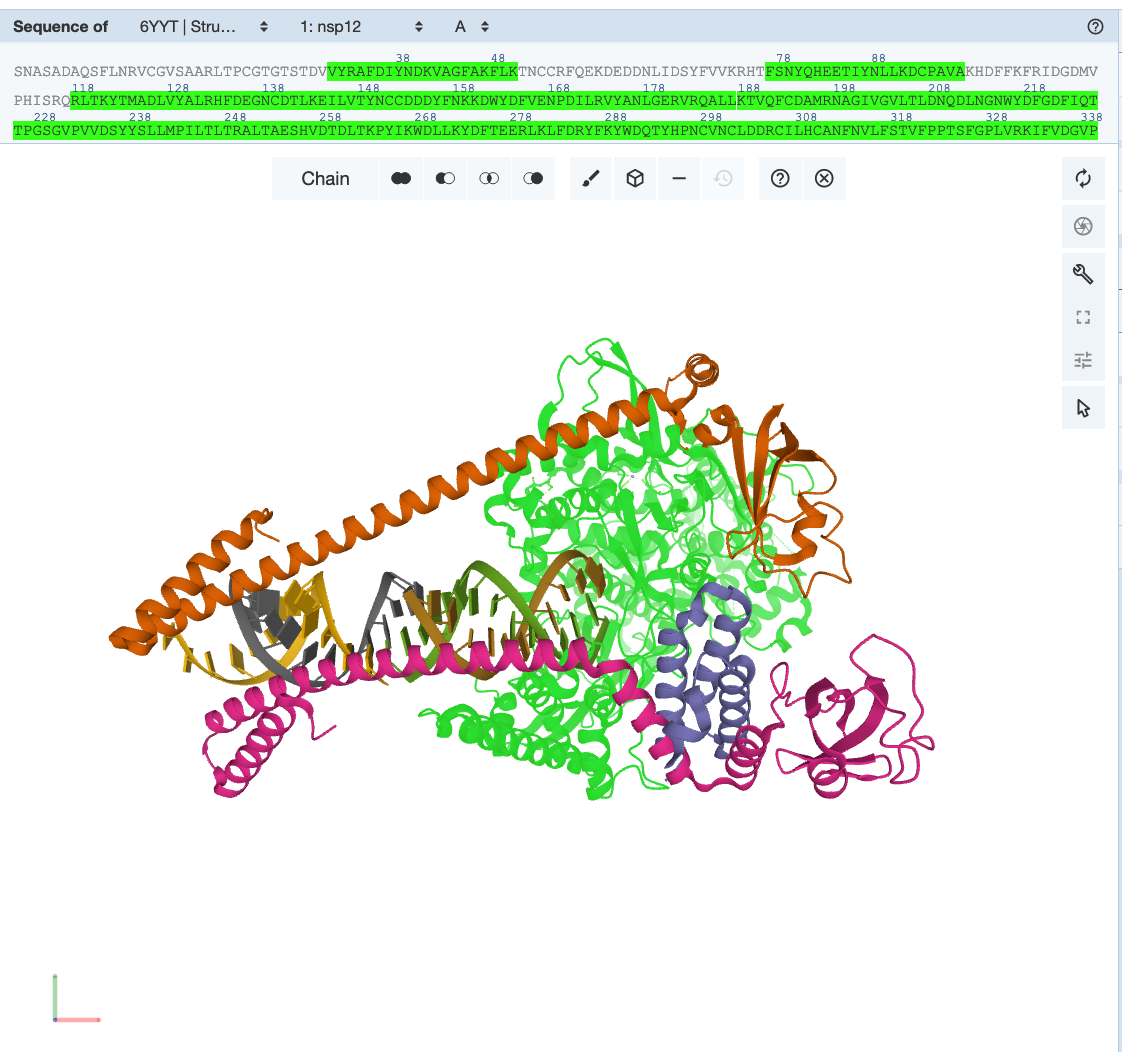 Sequence of 6YYT | Stru... 1: nsp12 A
38 48 78 88
SNASADAQSFLNRVCGVSAARLTPCGTGTSTDVVYRAFDIYNDKVAGFAKFLKTNCCRFQEKDEDDNLIDSYFVVKRHTFSNYQHEETIYNLLKDCPAVAKHDFFKFRIDGDMV
118 128 138 148 158 168 178 188 198 208 218
PHISRQRLTKYTMADLVYALRHFDEGNCDTLKEILVTYNCCDDDYFNKKDWYDFVENPDILRVYANLGERVRQALLKTVQFCDAMRNAGIVGVLTLDNQDLNGNWYDFGDFIQT
228 238 248 258 268 278 288 298 308 318 328 338
TPGSGVPVVDSYYSLLMPILTLTRALTAESHVDTDLTKPYIKWDLLKYDFTEERLKLFDRYFKYWDQTYHPNCVNCLDDRCILHCANFNVLFSTVFPPTSFGPLVRKIFVDGVP
Chain